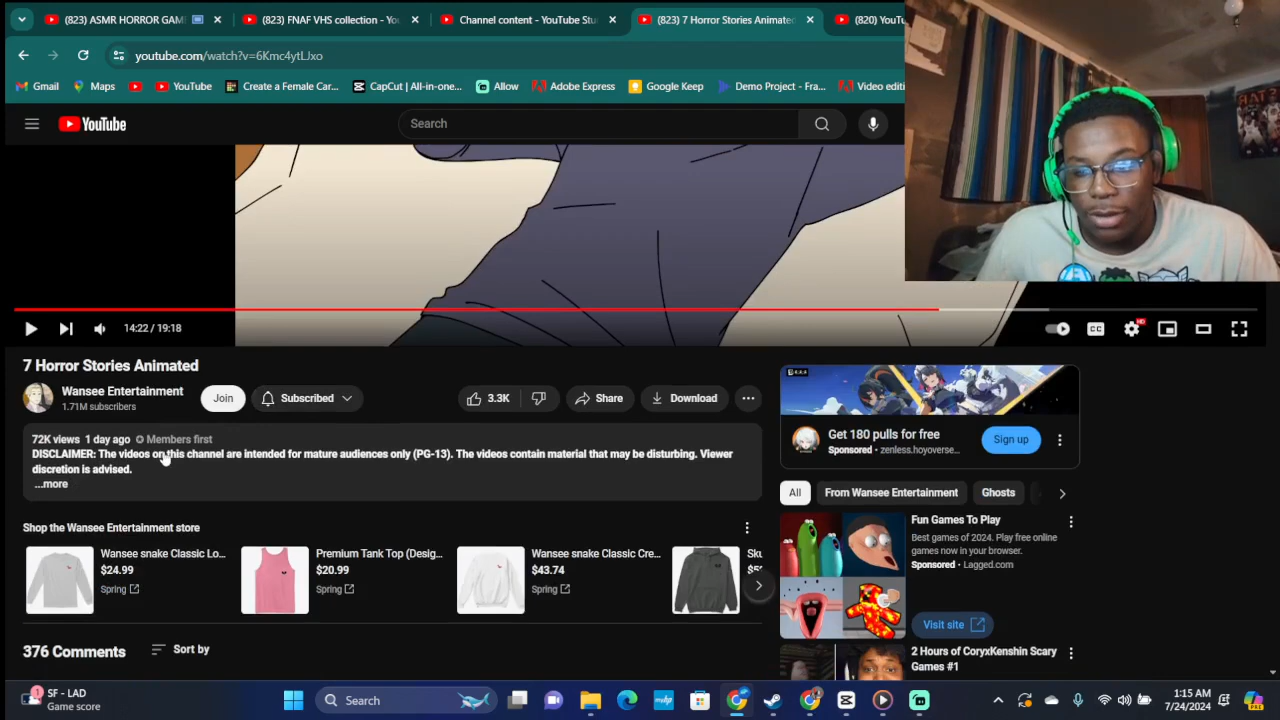 (823) ASMR HORROR GAM
(823) FNAF VHS collection - Yo
Channel content - YouTube Stu
(823) 7 Horror Stories Animated
(820) YouTu
youtube.com/watch?v=6Kmc4ytLJxo
Gmail
Maps
YouTube
Create a Female Car...
CapCut | All-in-one...
Allow
Adobe Express
Google Keep
Demo Project - Fra...
Video editi
YouTube
Search
14:22 / 19:18
CC
HD
7 Horror Stories Animated
Wansee Entertainment
1.71M subscribers
Join
Subscribed
3.3K
Share
Download
72K views 1 day ago Members first
DISCLAIMER: The videos on this channel are intended for mature audiences only (PG-13). The videos contain material that may be disturbing. Viewer
discretion is advised.
...more
Get 180 pulls for free
Sponsored · zenless.hoyoverse...
Sign up
All
From Wansee Entertainment
Ghosts
Shop the Wansee Entertainment store
Wansee snake Classic Lo...
$24.99
Spring
Premium Tank Top (Desig...
$20.99
Spring
Wansee snake Classic Cre...
$43.74
Spring
Fun Games To Play
Best games of 2024. Play free online
games now in your browser.
Sponsored · Lagged.com
Visit site
376 Comments
Sort by
2 Hours of CoryxKenshin Scary
Games #1
1
SF - LAD
Game score
Search
myhp
1:15 AM
7/24/2024